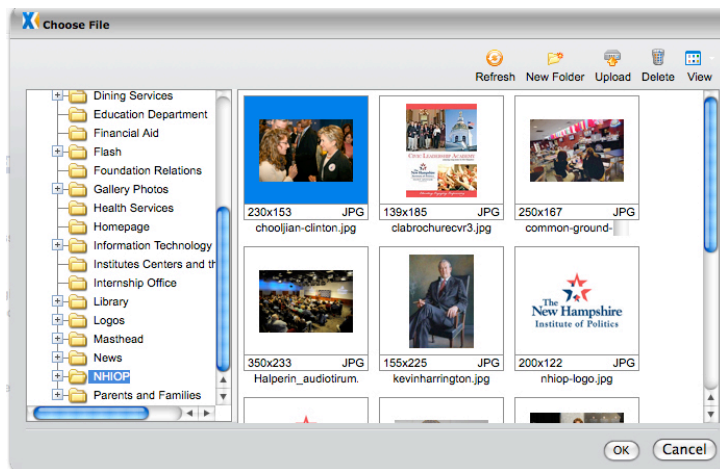 Choose File
Refresh New Folder Upload Delete View
Dining Services
Education Department
Financial Aid
Flash
Foundation Relations
Gallery Photos
Health Services
Homepage
Information Technology
Institutes Centers and th
Internship Office
Library
Logos
Masthead
News
NHIOP
Parents and Families
230x153 JPG
chooljian-clinton.jpg
139x185 JPG
clabrochurecvr3.jpg
250x167 JPG
common-ground-
CIVIC LEADERSHIP ACADEMY
350x233 JPG
Halperin_audiotirum.
155x225 JPG
kevinharrington.jpg
The
New Hampshire
Institute of Politics
200x122 JPG
nhiop-logo.jpg
OK Cancel